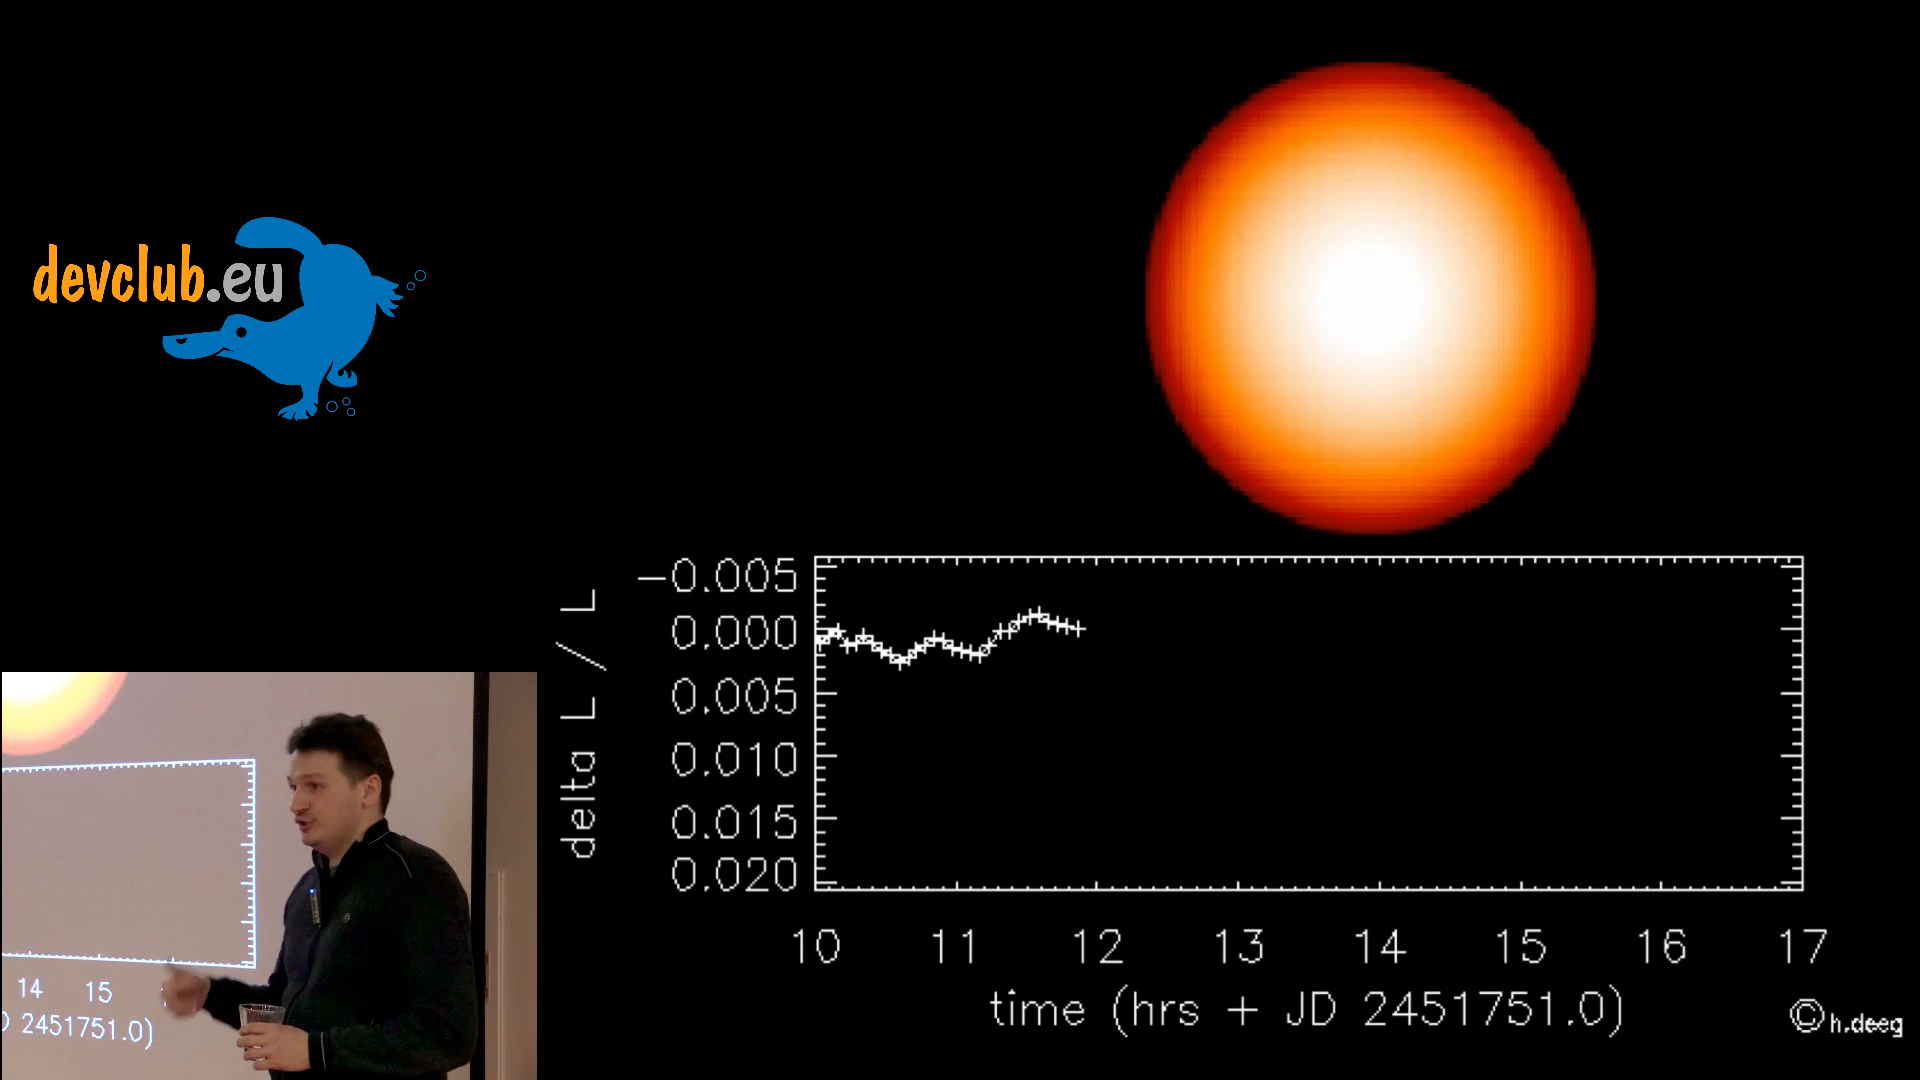 devclub.eu
−0.005
0.000
0.005
0.010
0.015
0.020
delta L / L
10 11 12 13 14 15 16 17
time (hrs + JD 2451751.0)
©h.deeg
14 15
2451751.0)